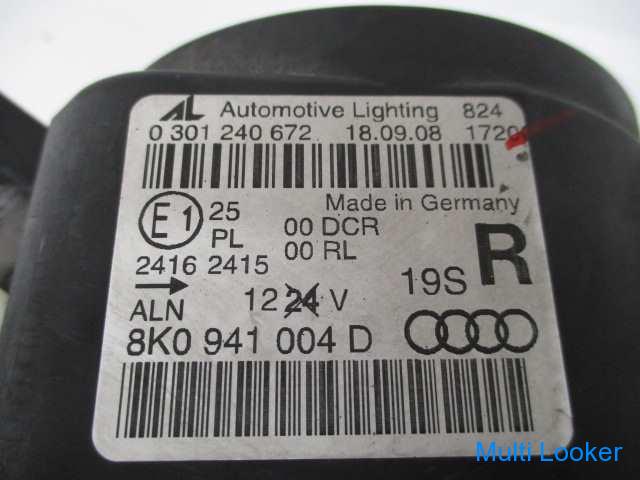 AL Automotive Lighting 824
0 301 240 672 18.09.08 1720
Made in Germany
E1 25 00 DCR R
PL 00 RL
2416 2415 19S
ALN 12 24 V
8K0 941 004 D
Multi Looker